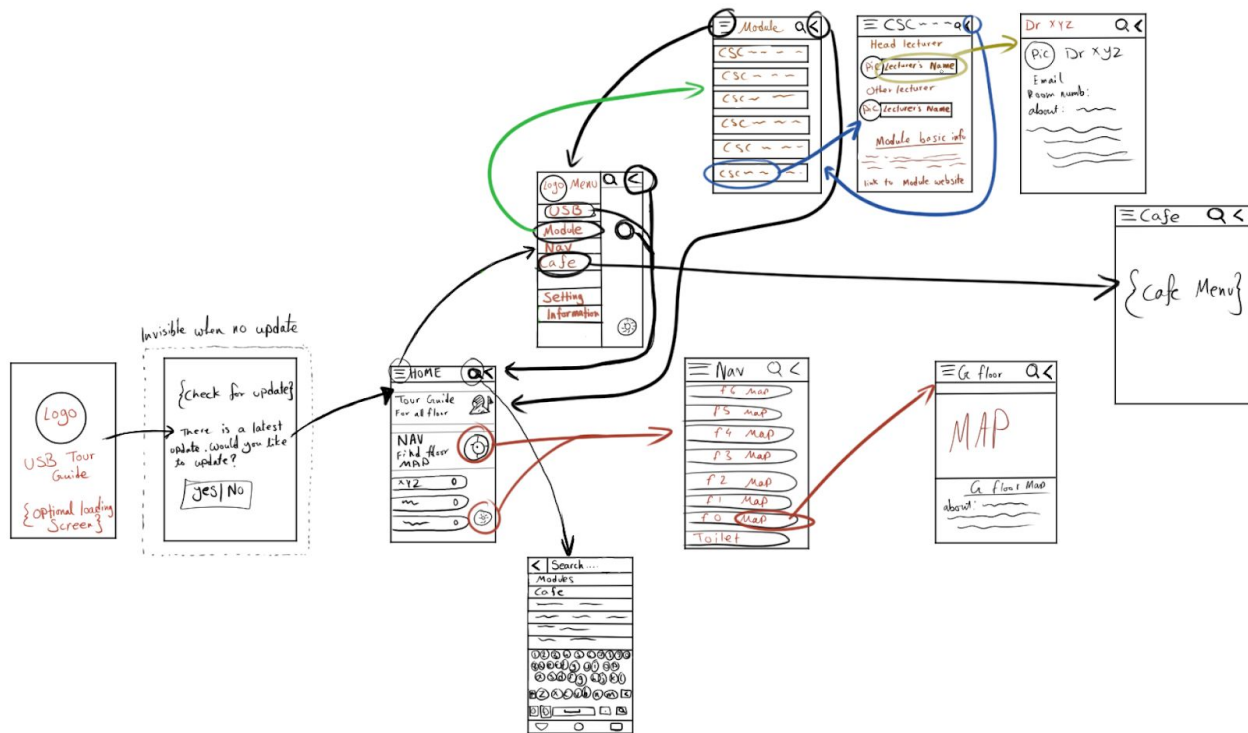 Logo
USB Tour
Guide
{Optional loading
Screen}
Invisible when no update
{Check for update}
There is a latest
update. Would you like
to update?
yes|No
HOME
Tour Guide
For all floor
NAV
Find floor
MAP
xyz
Logo Menu
USB
Module
Nav
Cafe
Setting
Information
Module
CSC
CSC
CSC
CSC
CSC
CSC
CSC
Head lecturer
Pic Lecturer's Name
Other lecturer
Pic Lecturer's Name
Module basic info
link to Module website
Dr XYZ
Pic Dr XYZ
Email
Room numb:
about:
Cafe
{Cafe Menu}
Nav
f6 Map
f5 Map
f4 Map
f3 Map
f2 Map
f1 Map
f0 Map
Toilet
G floor
MAP
G floor Map
about:
Search....
Modules
Cafe